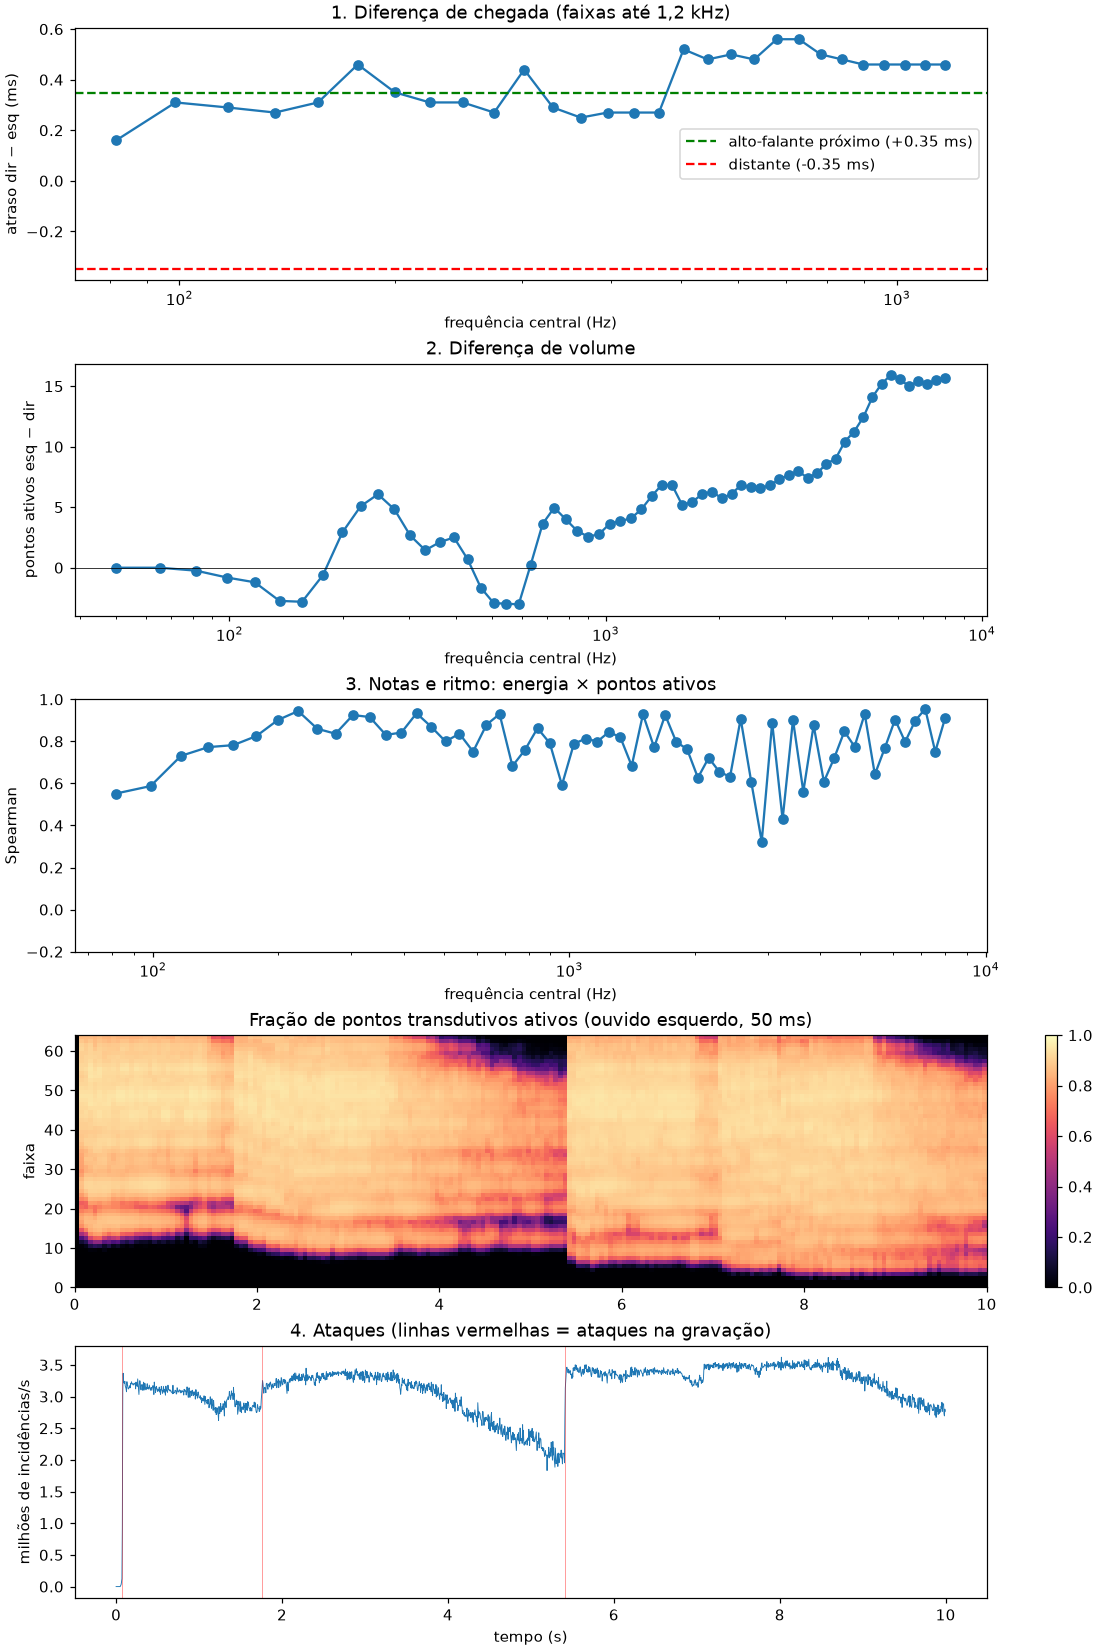 1. Diferença de chegada (faixas até 1,2 kHz)
0.6
0.4
0.2
0.0
−0.2
atraso dir − esq (ms)
alto-falante próximo (+0.35 ms)
distante (-0.35 ms)
10² 10³
frequência central (Hz)
2. Diferença de volume
15
10
5
0
pontos ativos esq − dir
10² 10³ 10⁴
frequência central (Hz)
3. Notas e ritmo: energia × pontos ativos
1.0
0.8
0.6
0.4
0.2
0.0
−0.2
Spearman
10² 10³ 10⁴
frequência central (Hz)
Fração de pontos transdutivos ativos (ouvido esquerdo, 50 ms)
60
50
40
30
20
10
0
faixa
0 2 4 6 8 10
1.0
0.8
0.6
0.4
0.2
0.0
4. Ataques (linhas vermelhas = ataques na gravação)
3.5
3.0
2.5
2.0
1.5
1.0
0.5
0.0
milhões de incidências/s
0 2 4 6 8 10
tempo (s)